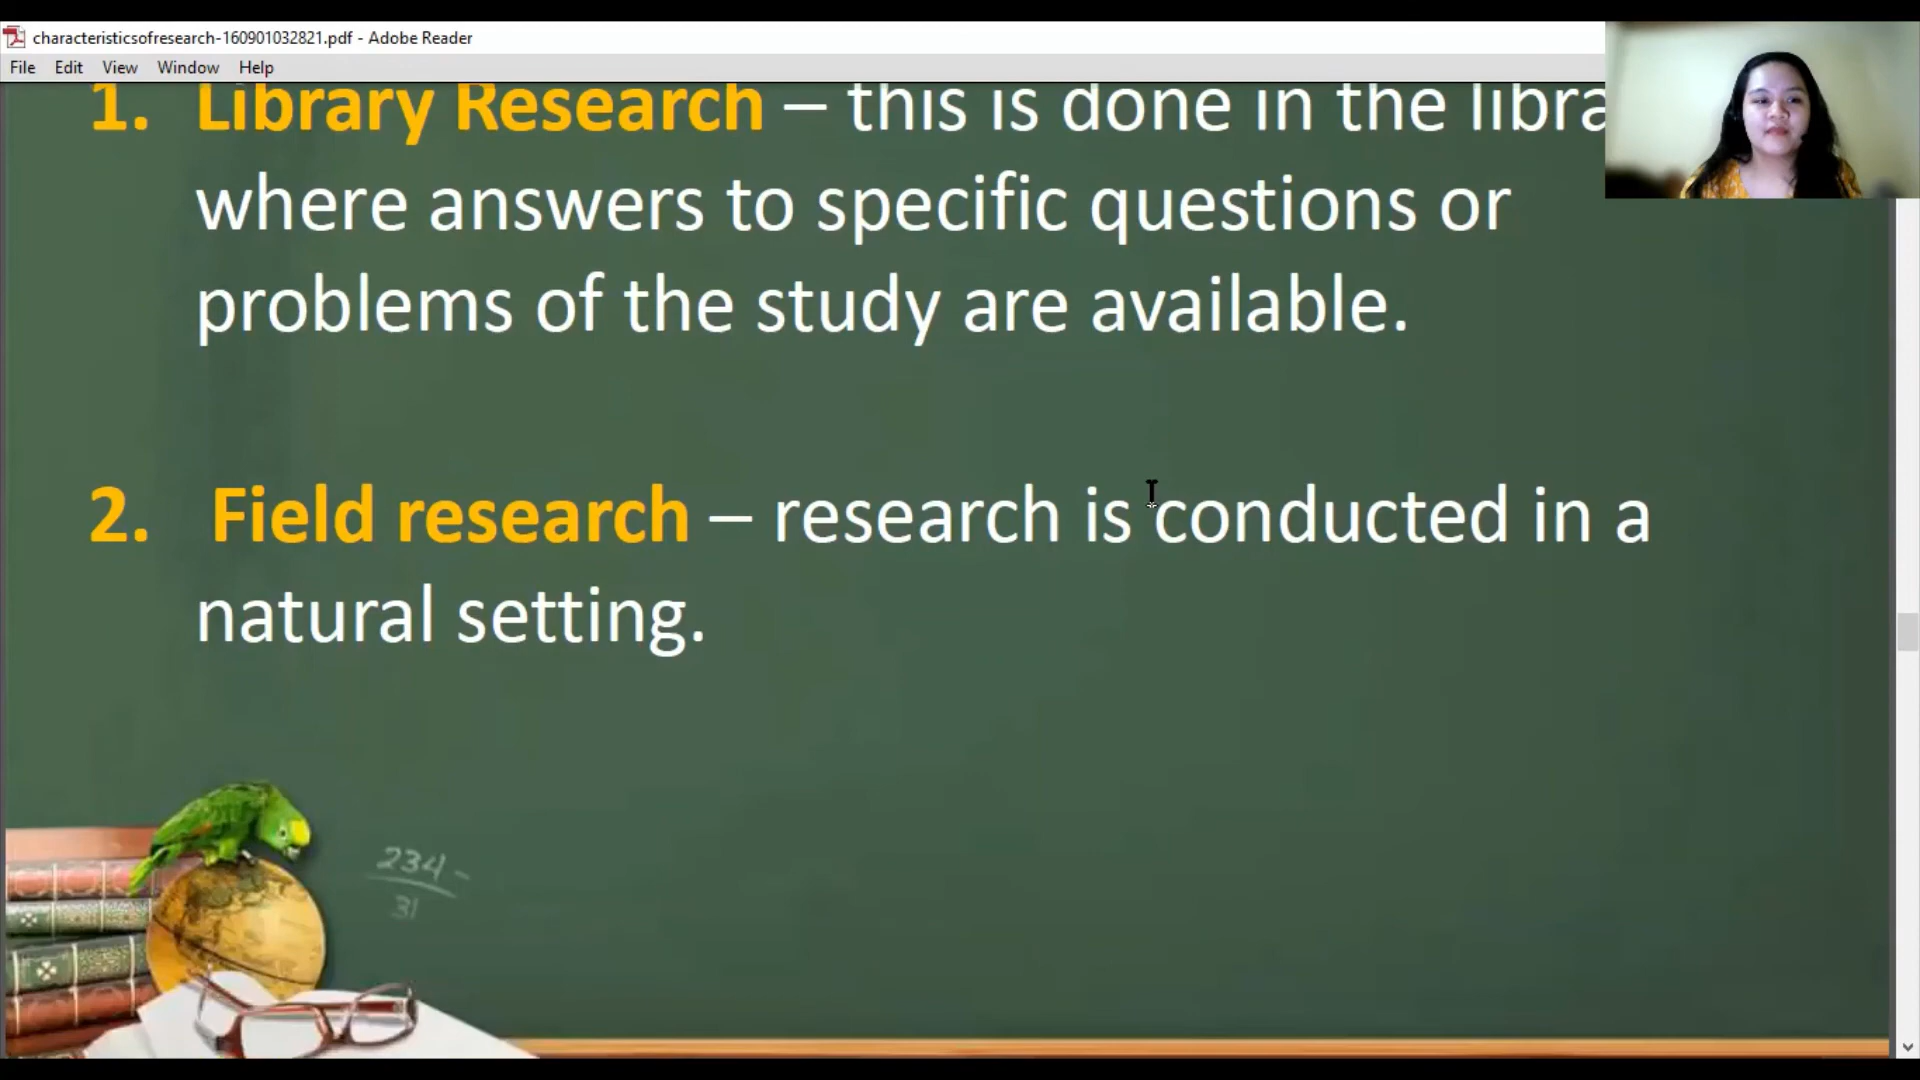 characteristicsofresearch-160901032821.pdf - Adobe Reader
File Edit View Window Help
1. Library Research – this is done in the
where answers to specific questions or
problems of the study are available.
2. Field research – research is conducted in a
natural setting.
234 -
31